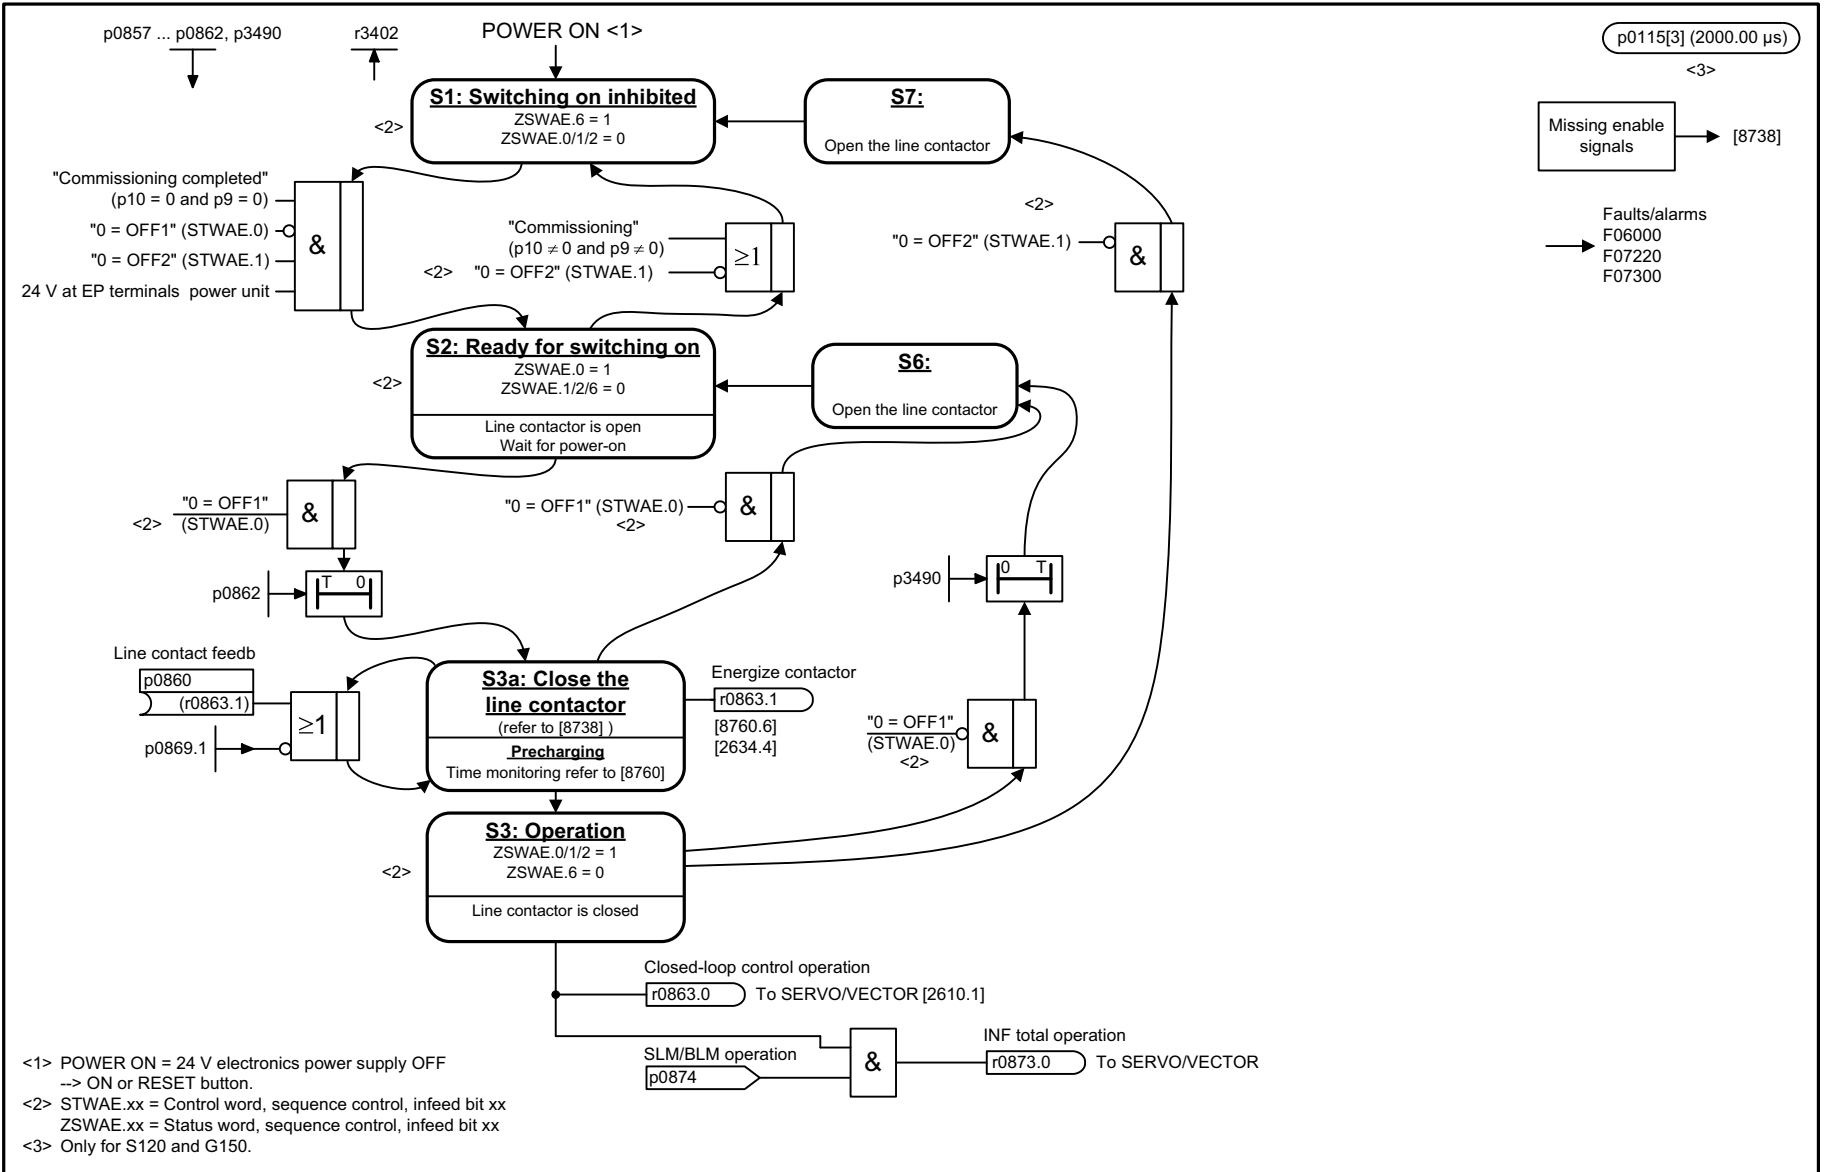 p0857 ... p0862, p3490
r3402
POWER ON <1>
p0115[3] (2000.00 µs)
<3>
S1: Switching on inhibited
ZSWAE.6 = 1
ZSWAE.0/1/2 = 0
<2>
S7:
Open the line contactor
Missing enable
signals
[8738]
"Commissioning completed"
(p10 = 0 and p9 = 0)
"0 = OFF1" (STWAE.0)
"0 = OFF2" (STWAE.1)
24 V at EP terminals power unit
&
"Commissioning"
(p10 ≠ 0 and p9 ≠ 0)
<2> "0 = OFF2" (STWAE.1)
≥1
<2>
"0 = OFF2" (STWAE.1)
&
Faults/alarms
F06000
F07220
F07300
S2: Ready for switching on
ZSWAE.0 = 1
ZSWAE.1/2/6 = 0
<2>
Line contactor is open
Wait for power-on
S6:
Open the line contactor
"0 = OFF1"
(STWAE.0)
<2>
&
"0 = OFF1" (STWAE.0)
<2>
&
p0862
T 0
p3490
0 T
Line contact feedb
p0860
(r0863.1)
p0869.1
≥1
S3a: Close the
line contactor
(refer to [8738] )
Precharging
Time monitoring refer to [8760]
Energize contactor
r0863.1
[8760.6]
[2634.4]
"0 = OFF1"
(STWAE.0)
<2>
&
S3: Operation
ZSWAE.0/1/2 = 1
ZSWAE.6 = 0
<2>
Line contactor is closed
Closed-loop control operation
r0863.0
To SERVO/VECTOR [2610.1]
SLM/BLM operation
p0874
&
INF total operation
r0873.0
To SERVO/VECTOR
<1> POWER ON = 24 V electronics power supply OFF
--> ON or RESET button.
<2> STWAE.xx = Control word, sequence control, infeed bit xx
ZSWAE.xx = Status word, sequence control, infeed bit xx
<3> Only for S120 and G150.